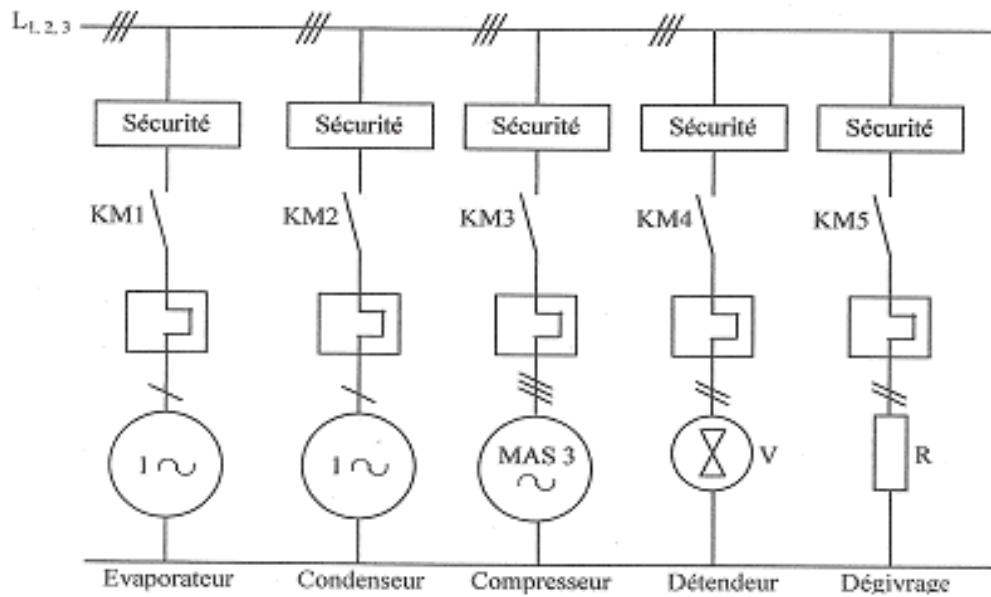 L1, 2, 3
Sécurité Sécurité Sécurité Sécurité Sécurité
KM1 KM2 KM3 KM4 KM5
1 1 MAS 3 V R
Evaporateur Condenseur Compresseur Détendeur Dégivrage